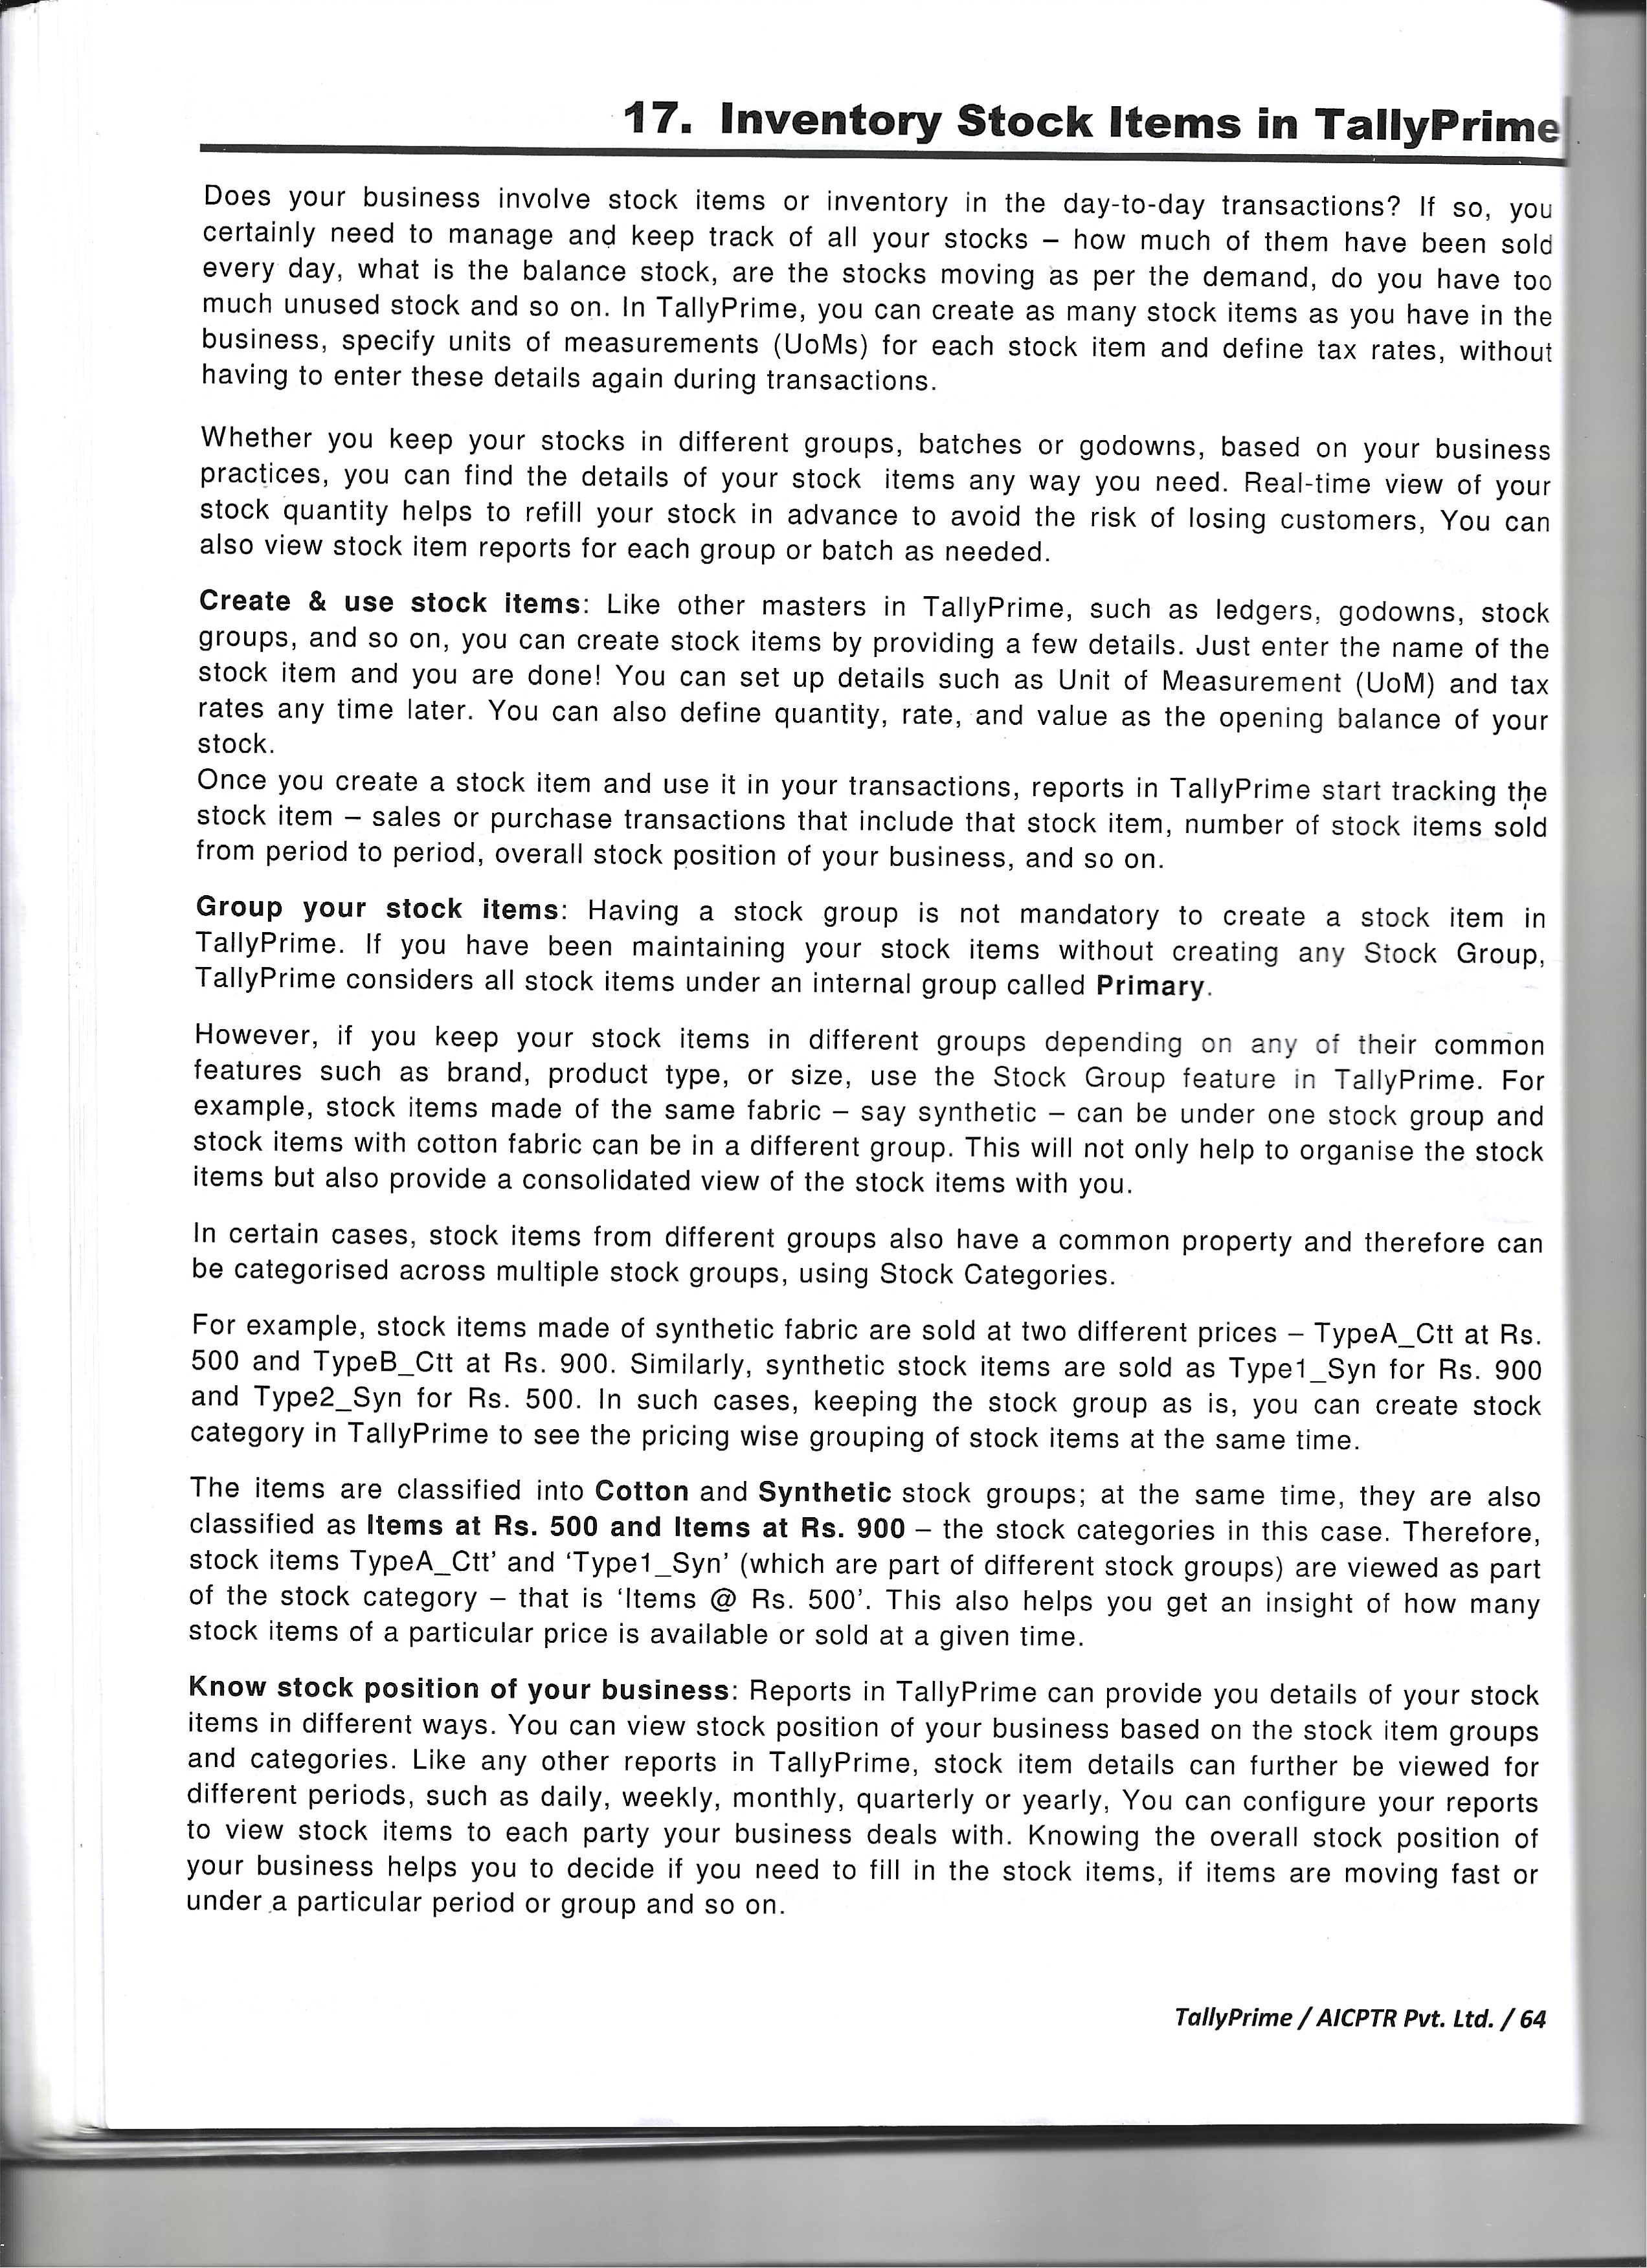 17. Inventory Stock Items in TallyPrime
Does your business involve stock items or inventory in the day-to-day transactions? If so, you
certainly need to manage and keep track of all your stocks – how much of them have been sold
every day, what is the balance stock, are the stocks moving as per the demand, do you have too
much unused stock and so on. In TallyPrime, you can create as many stock items as you have in the
business, specify units of measurements (UoMs) for each stock item and define tax rates, without
having to enter these details again during transactions.
Whether you keep your stocks in different groups, batches or godowns, based on your business
practices, you can find the details of your stock items any way you need. Real-time view of your
stock quantity helps to refill your stock in advance to avoid the risk of losing customers, You can
also view stock item reports for each group or batch as needed.
Create & use stock items: Like other masters in TallyPrime, such as ledgers, godowns, stock
groups, and so on, you can create stock items by providing a few details. Just enter the name of the
stock item and you are done! You can set up details such as Unit of Measurement (UoM) and tax
rates any time later. You can also define quantity, rate, and value as the opening balance of your
stock.
Once you create a stock item and use it in your transactions, reports in TallyPrime start tracking the
stock item – sales or purchase transactions that include that stock item, number of stock items sold
from period to period, overall stock position of your business, and so on.
Group your stock items: Having a stock group is not mandatory to create a stock item in
TallyPrime. If you have been maintaining your stock items without creating any Stock Group,
TallyPrime considers all stock items under an internal group called Primary.
However, if you keep your stock items in different groups depending on any of their common
features such as brand, product type, or size, use the Stock Group feature in TallyPrime. For
example, stock items made of the same fabric – say synthetic – can be under one stock group and
stock items with cotton fabric can be in a different group. This will not only help to organise the stock
items but also provide a consolidated view of the stock items with you.
In certain cases, stock items from different groups also have a common property and therefore can
be categorised across multiple stock groups, using Stock Categories.
For example, stock items made of synthetic fabric are sold at two different prices – TypeA_Ctt at Rs.
500 and TypeB_Ctt at Rs. 900. Similarly, synthetic stock items are sold as Type1_Syn for Rs. 900
and Type2_Syn for Rs. 500. In such cases, keeping the stock group as is, you can create stock
category in TallyPrime to see the pricing wise grouping of stock items at the same time.
The items are classified into Cotton and Synthetic stock groups; at the same time, they are also
classified as Items at Rs. 500 and Items at Rs. 900 – the stock categories in this case. Therefore,
stock items TypeA_Ctt’ and ‘Type1_Syn’ (which are part of different stock groups) are viewed as part
of the stock category – that is ‘Items @ Rs. 500’. This also helps you get an insight of how many
stock items of a particular price is available or sold at a given time.
Know stock position of your business: Reports in TallyPrime can provide you details of your stock
items in different ways. You can view stock position of your business based on the stock item groups
and categories. Like any other reports in TallyPrime, stock item details can further be viewed for
different periods, such as daily, weekly, monthly, quarterly or yearly, You can configure your reports
to view stock items to each party your business deals with. Knowing the overall stock position of
your business helps you to decide if you need to fill in the stock items, if items are moving fast or
under a particular period or group and so on.
TallyPrime / AICPTR Pvt. Ltd. / 64